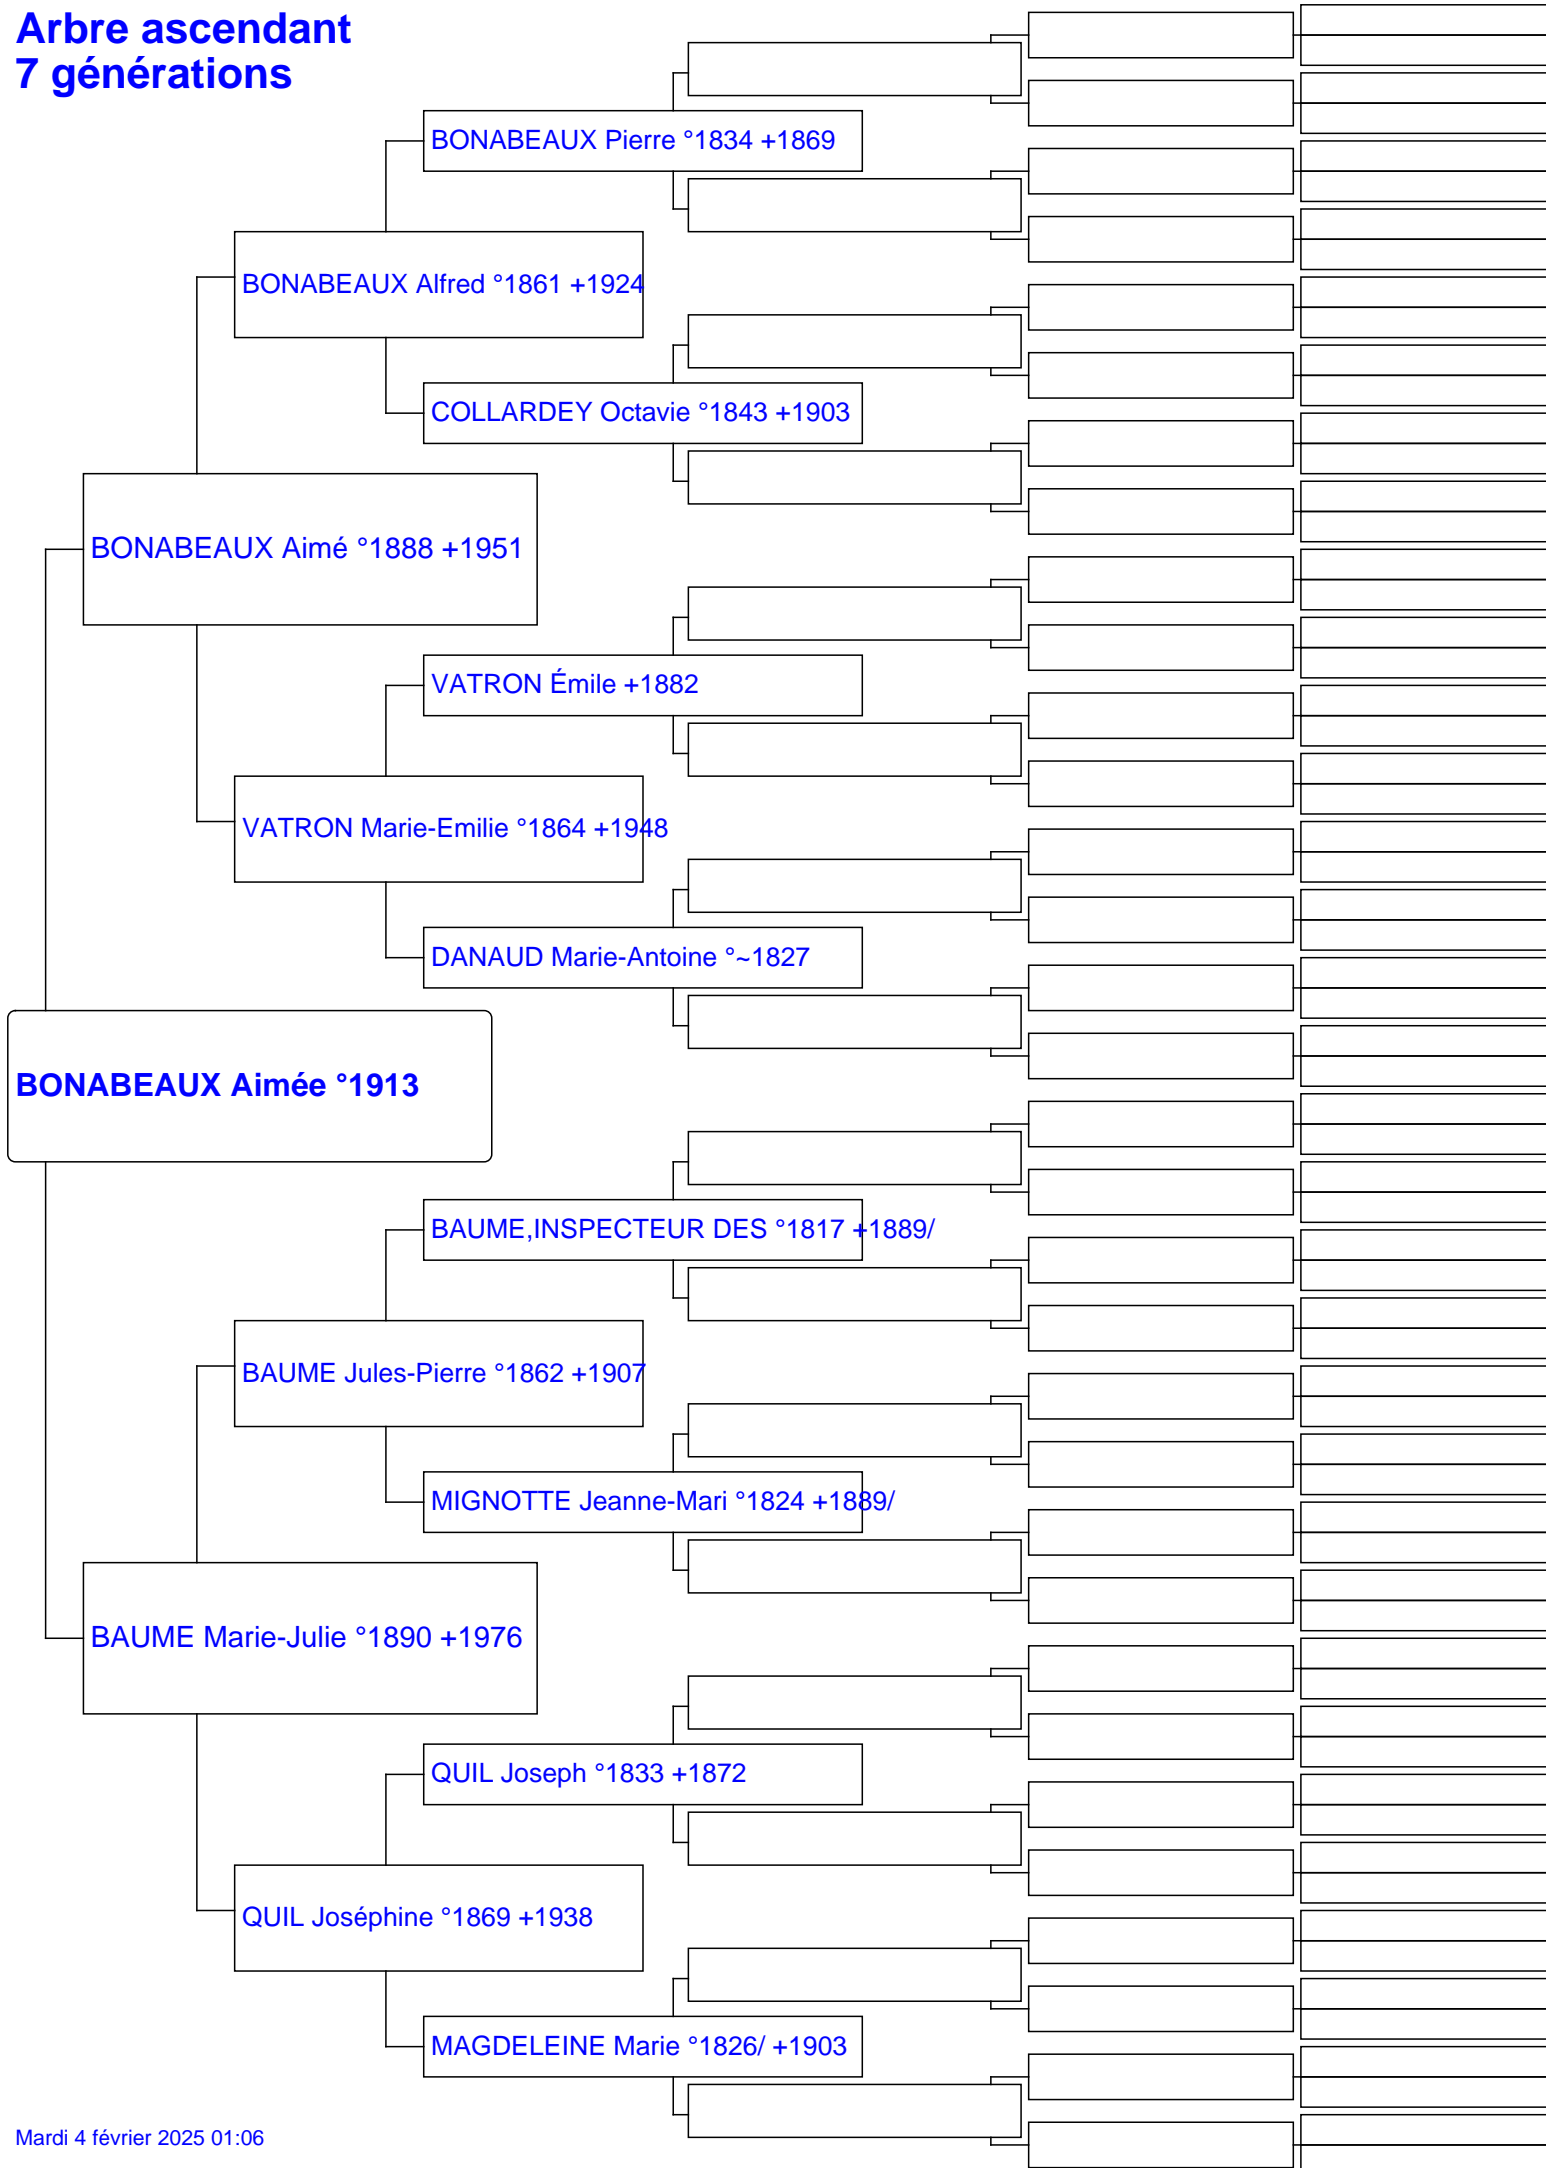 Arbre ascendant
7 générations
BONABEAUX Pierre °1834 +1869
BONABEAUX Alfred °1861 +1924
COLLARDEY Octavie °1843 +1903
BONABEAUX Aimé °1888 +1951
VATRON Émile +1882
VATRON Marie-Emilie °1864 +1948
DANAUD Marie-Antoine °~1827
BONABEAUX Aimée °1913
BAUME,INSPECTEUR DES °1817 +1889/
BAUME Jules-Pierre °1862 +1907
MIGNOTTE Jeanne-Mari °1824 +1889/
BAUME Marie-Julie °1890 +1976
QUIL Joseph °1833 +1872
QUIL Joséphine °1869 +1938
MAGDELEINE Marie °1826/ +1903
Mardi 4 février 2025 01:06